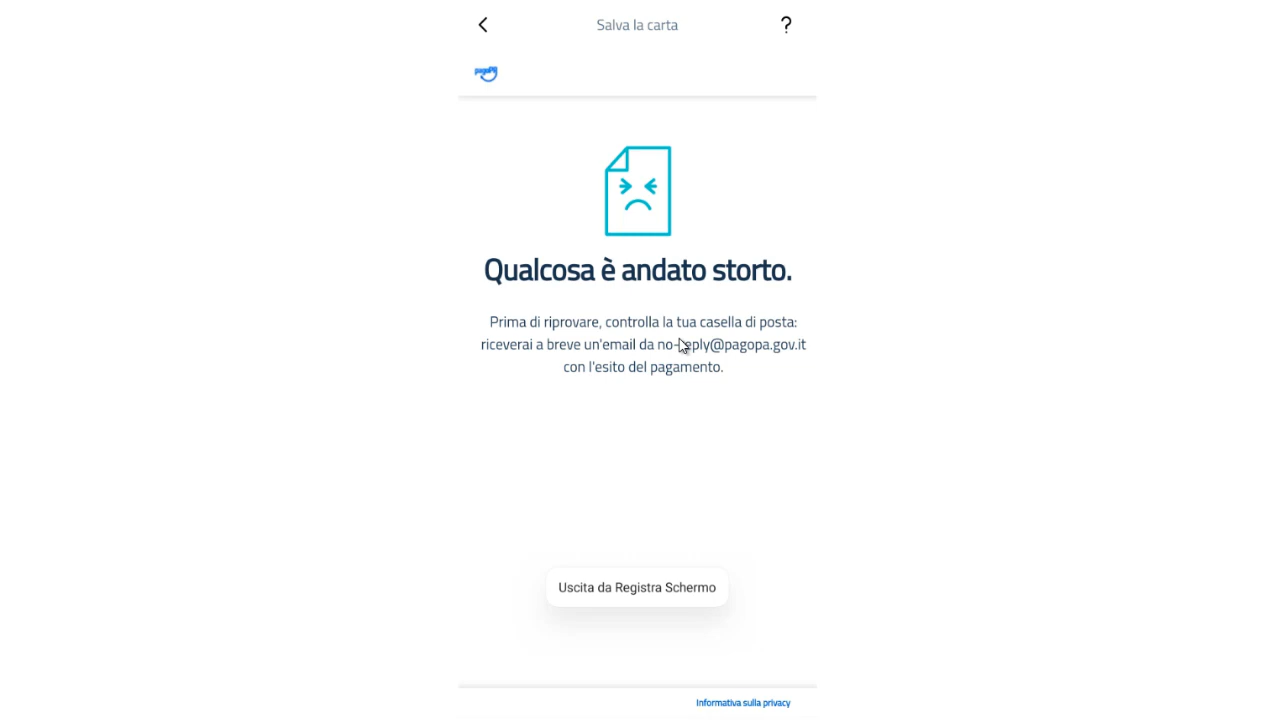 Salva la carta
?
pagoPA
Qualcosa è andato storto.
Prima di riprovare, controlla la tua casella di posta:
riceverai a breve un'email da no-reply@pagopa.gov.it
con l'esito del pagamento.
Uscita da Registra Schermo
Informativa sulla privacy